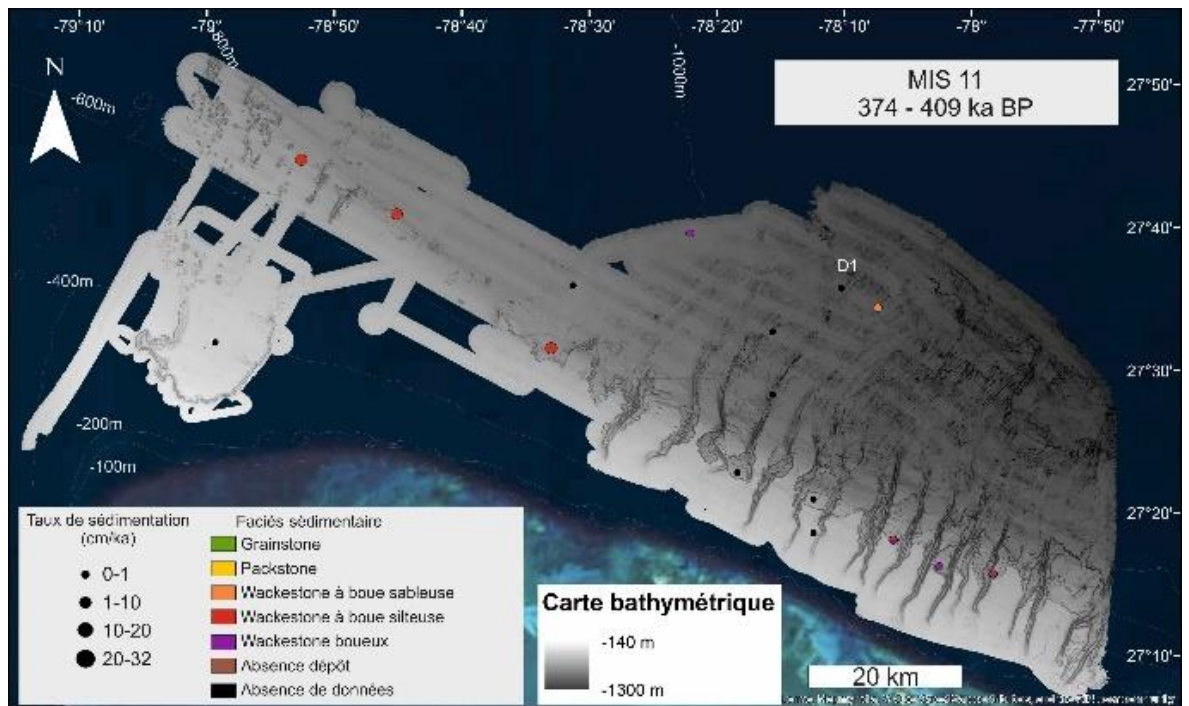 -79°10' -79° -78°50' -78°40' -78°30' -78°20' -78°10' -78° -77°50'
N
-800m
-600m
-1000m
MIS 11
374 - 409 ka BP
27°50'
27°40'
D1
-400m
27°30'
-200m
-100m
27°20'
Taux de sédimentation
(cm/ka)
0-1
1-10
10-20
20-32
Faciès sédimentaire
Grainstone
Packstone
Wackestone à boue sableuse
Wackestone à boue silteuse
Wackestone boueux
Absence dépôt
Absence de données
Carte bathymétrique
-140 m
-1300 m
27°10'
20 km